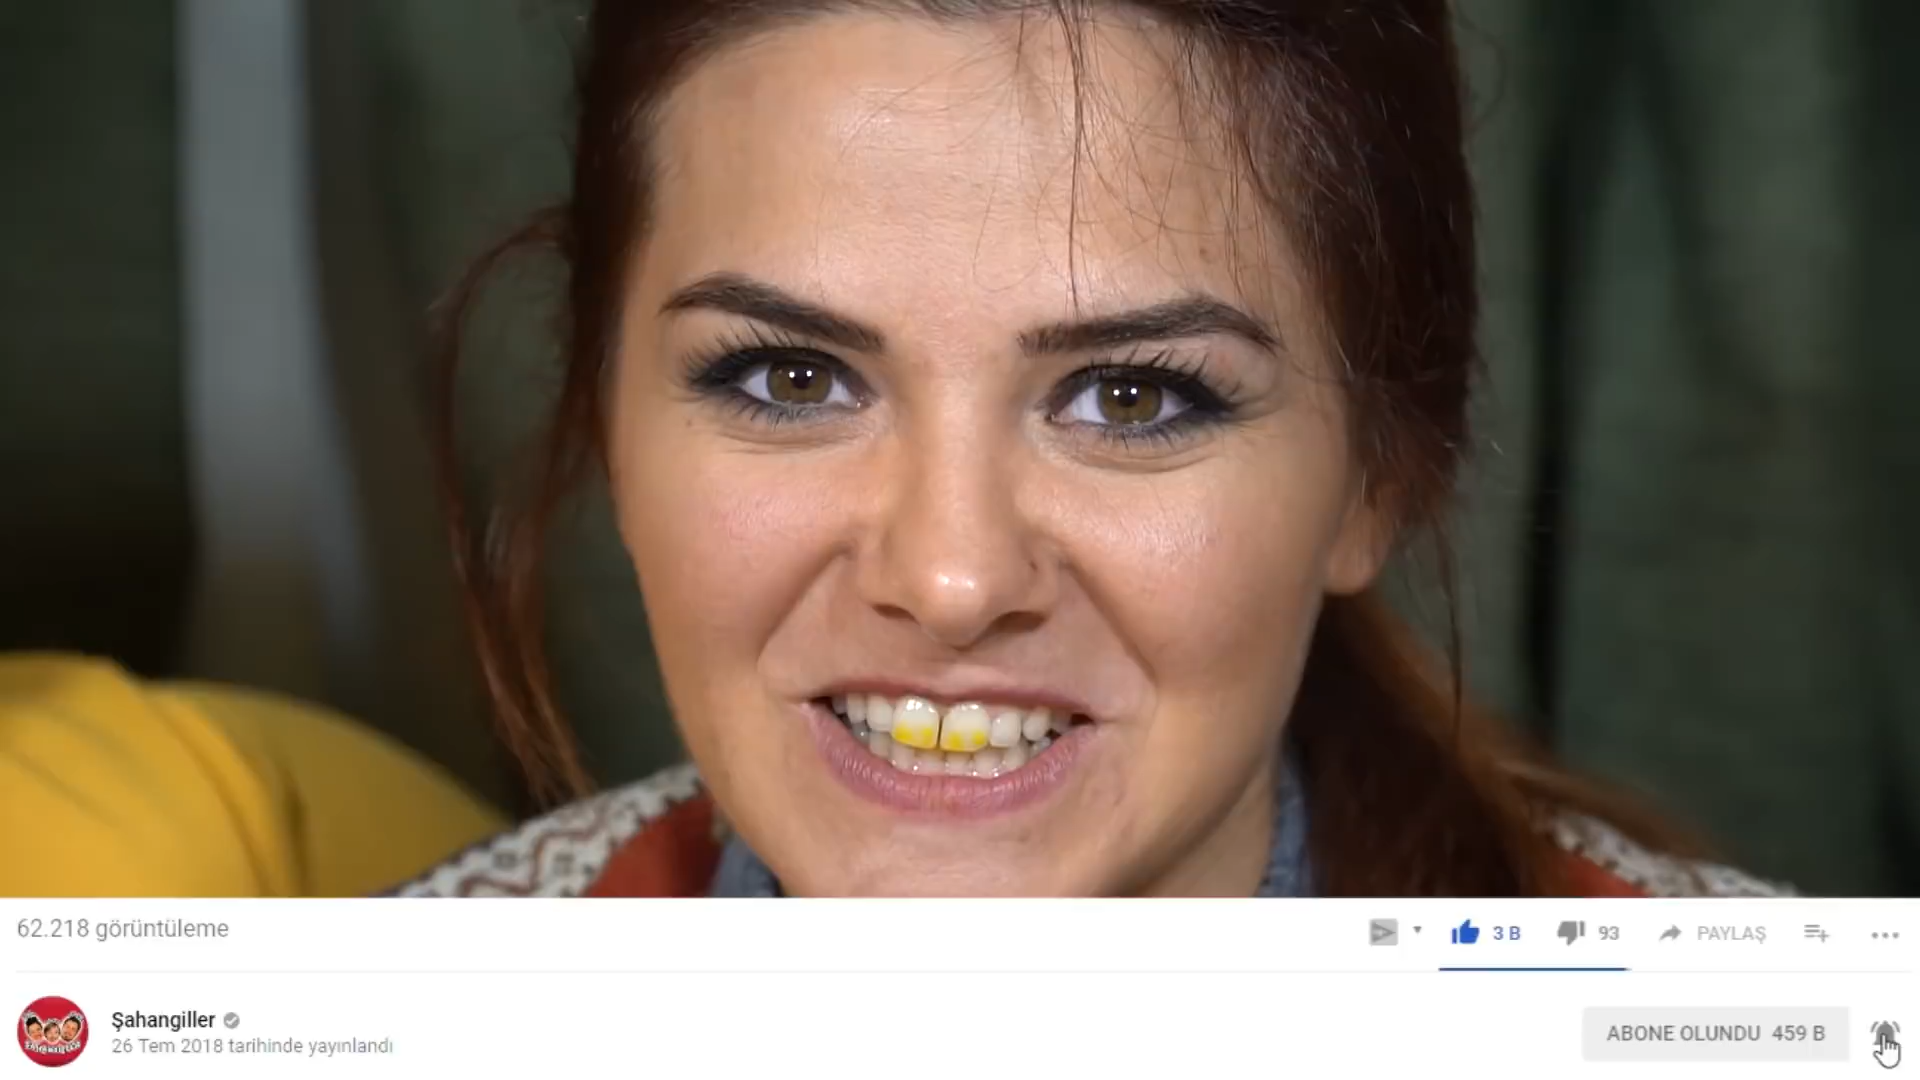 62.218 görüntüleme
3 B
93
PAYLAŞ
Şahangiller
26 Tem 2018 tarihinde yayınlandı
ABONE OLUNDU 459 B